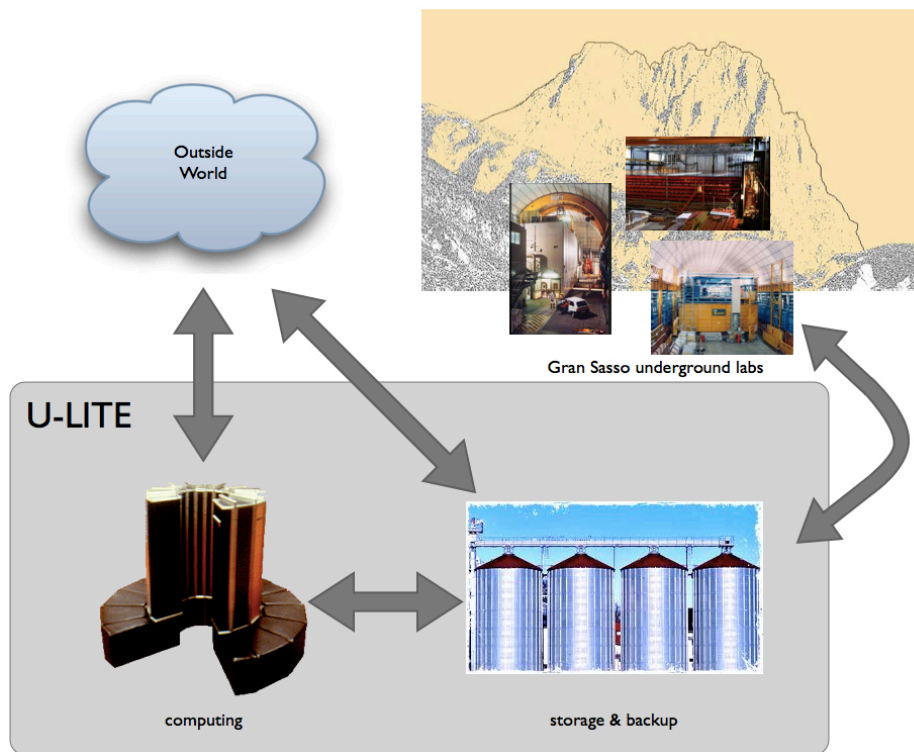 Outside
World
Gran Sasso underground labs
U-LITE
computing
storage & backup